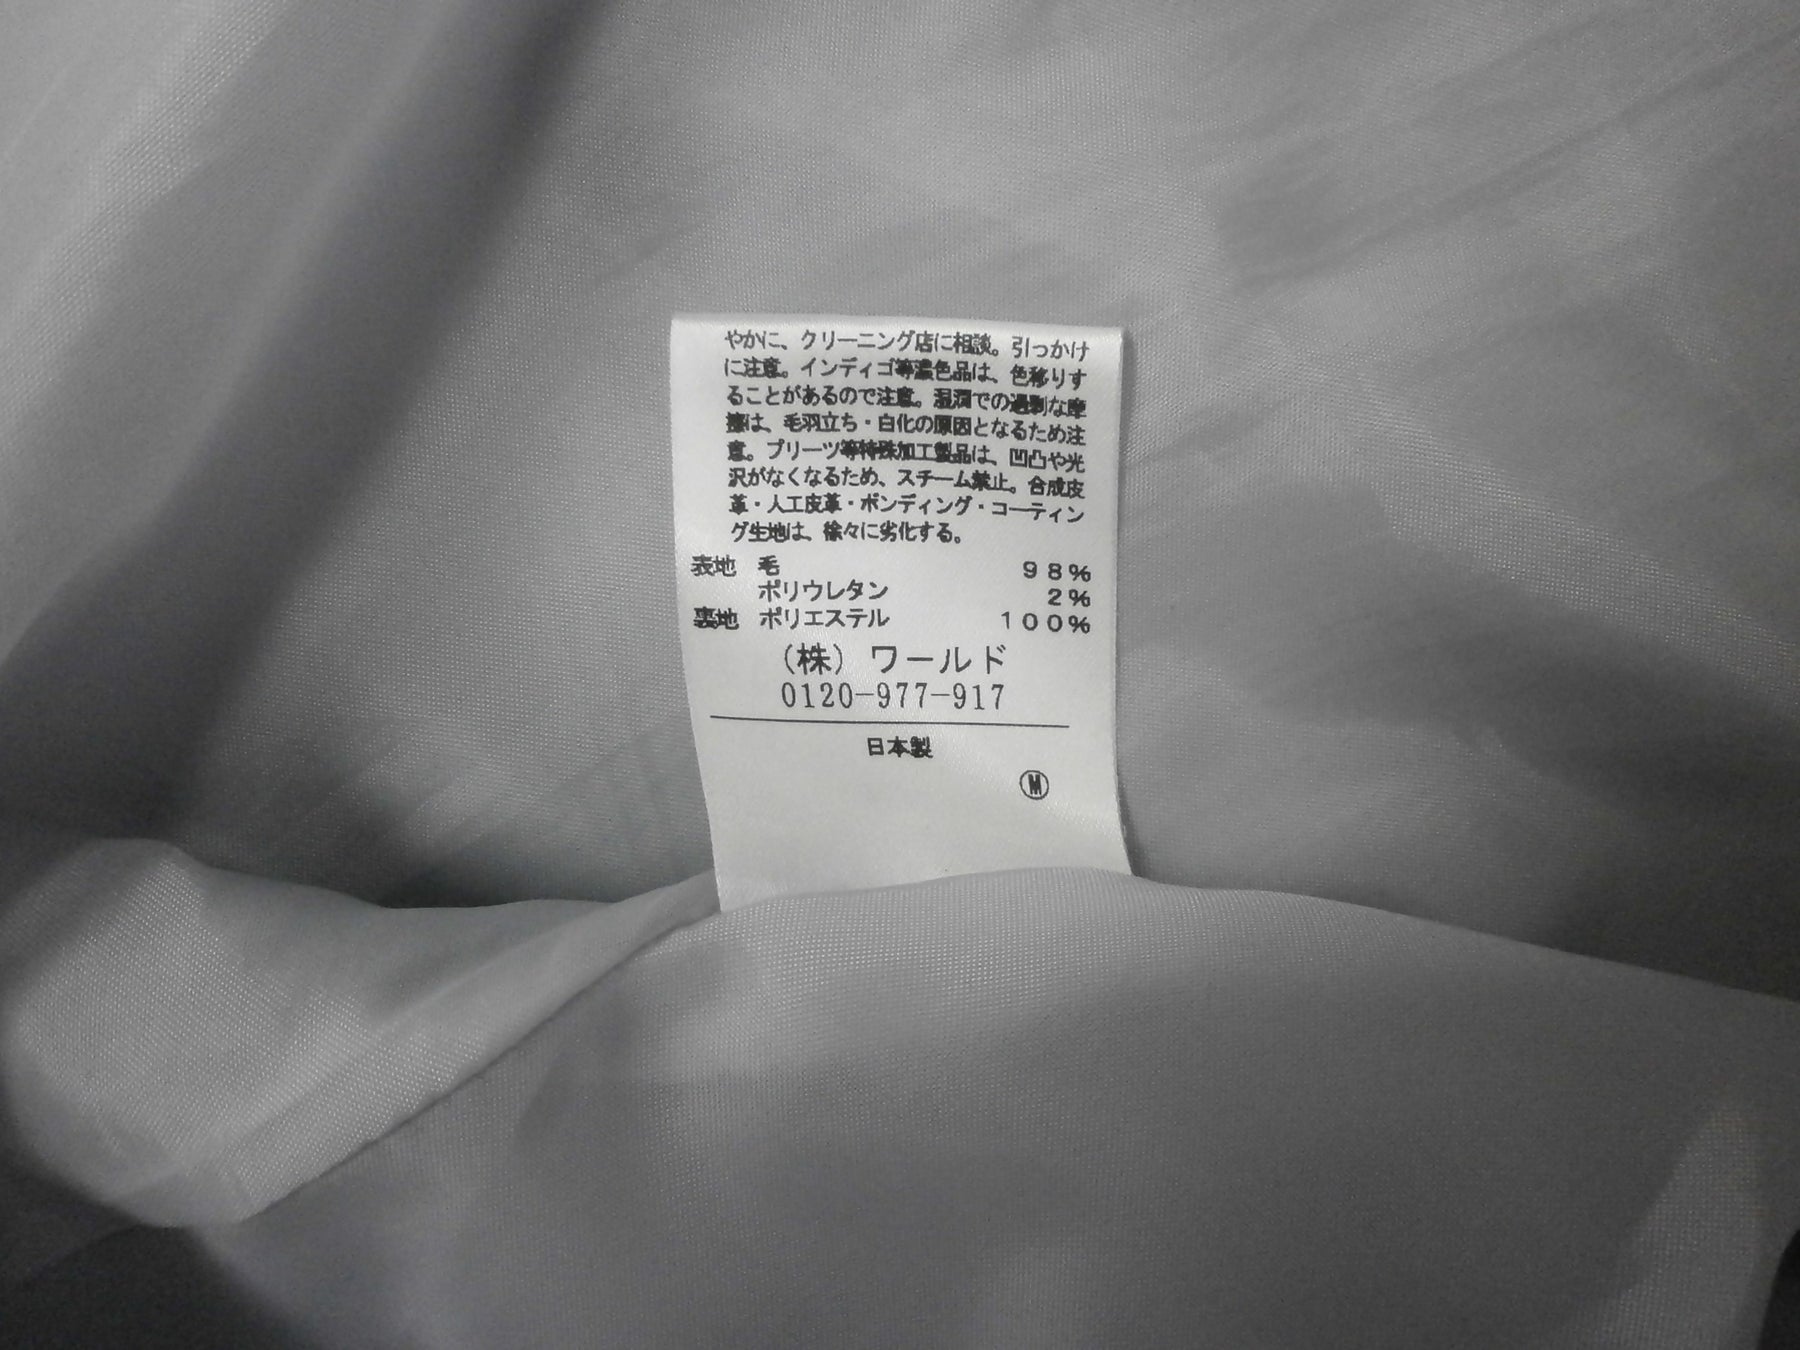 やかに、クリーニング店に相談。引っかけ
に注意。インディゴ等濃色品は、色移りす
ることがあるので注意。湿潤での過剰な摩
擦は、毛羽立ち・白化の原因となるため注
意。プリーツ等特殊加工製品は、凹凸や光
沢がなくなるため、スチーム禁止。合成皮
革・人工皮革・ボンディング・コーティン
グ生地は、徐々に劣化する。
表地 毛 98%
ポリウレタン 2%
裏地 ポリエステル 100%
(株) ワールド
0120-977-917
日本製
Ⓜ